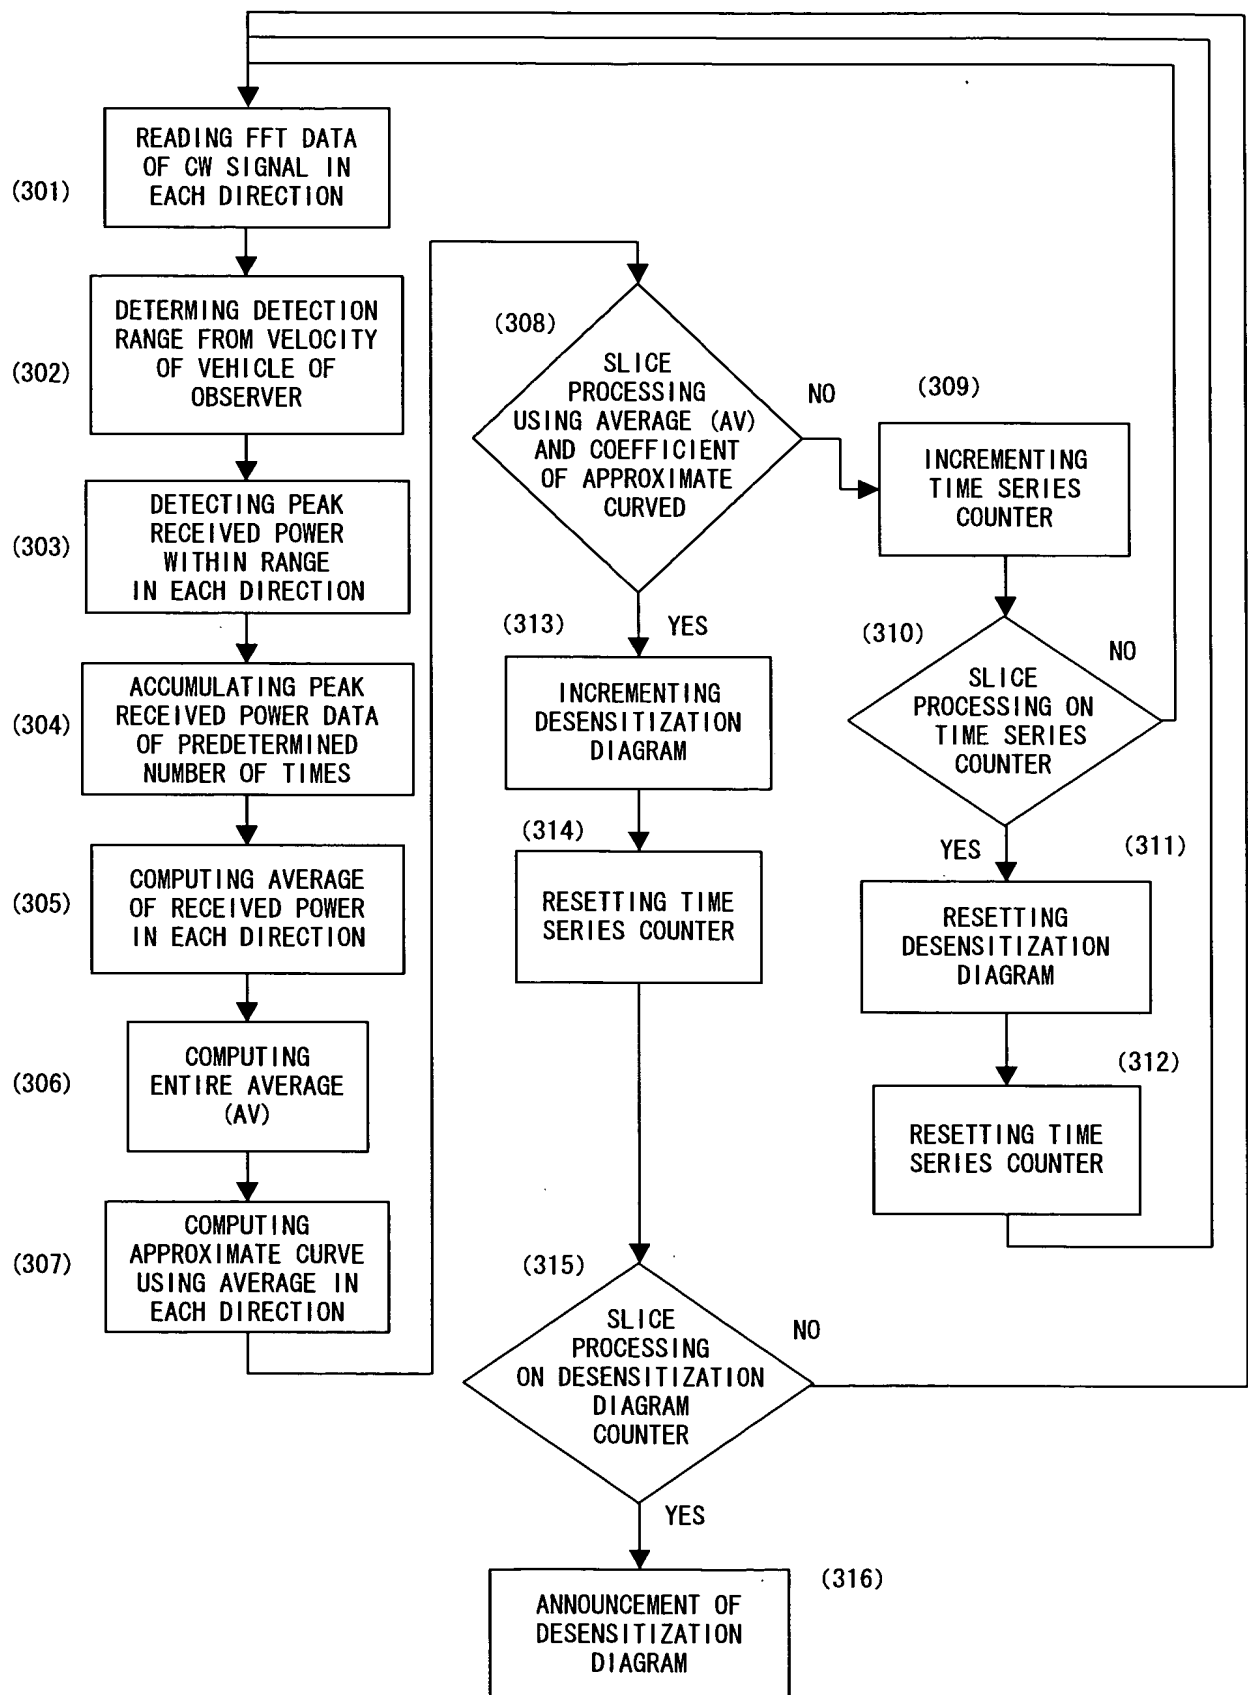 (301)
READING FFT DATA
OF CW SIGNAL IN
EACH DIRECTION
(302)
DETERMING DETECTION
RANGE FROM VELOCITY
OF VEHICLE OF
OBSERVER
(303)
DETECTING PEAK
RECEIVED POWER
WITHIN RANGE
IN EACH DIRECTION
(304)
ACCUMULATING PEAK
RECEIVED POWER DATA
OF PREDETERMINED
NUMBER OF TIMES
(305)
COMPUTING AVERAGE
OF RECEIVED POWER
IN EACH DIRECTION
(306)
COMPUTING
ENTIRE AVERAGE
(AV)
(307)
COMPUTING
APPROXIMATE CURVE
USING AVERAGE IN
EACH DIRECTION
(308)
SLICE
PROCESSING
USING AVERAGE (AV)
AND COEFFICIENT
OF APPROXIMATE
CURVED
NO
YES
(309)
INCREMENTING
TIME SERIES
COUNTER
(310)
SLICE
PROCESSING ON
TIME SERIES
COUNTER
NO
YES
(311)
RESETTING
DESENSITIZATION
DIAGRAM
(312)
RESETTING TIME
SERIES COUNTER
(313)
INCREMENTING
DESENSITIZATION
DIAGRAM
(314)
RESETTING TIME
SERIES COUNTER
(315)
SLICE
PROCESSING
ON DESENSITIZATION
DIAGRAM
COUNTER
NO
YES
(316)
ANNOUNCEMENT OF
DESENSITIZATION
DIAGRAM